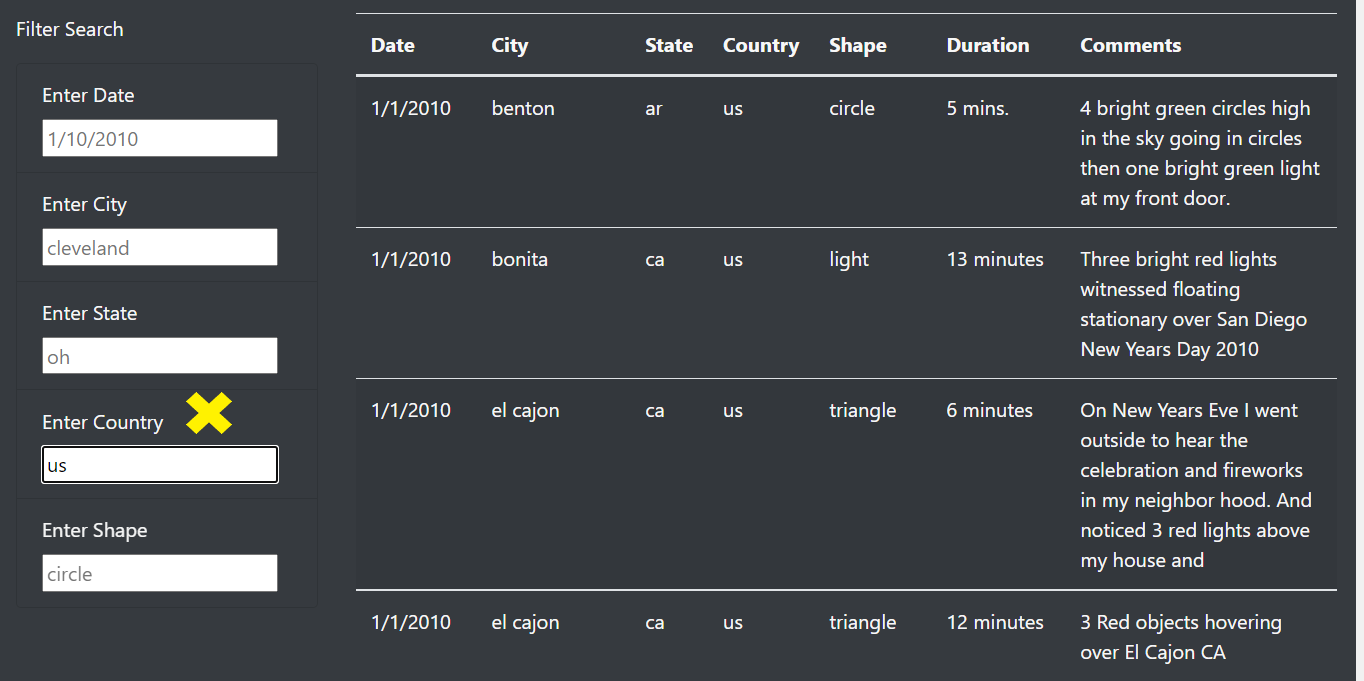 Filter Search
Enter Date
1/10/2010
Enter City
cleveland
Enter State
oh
Enter Country
us
Enter Shape
circle
Date City State Country Shape Duration Comments
1/1/2010 benton ar us circle 5 mins. 4 bright green circles high
in the sky going in circles
then one bright green light
at my front door.
1/1/2010 bonita ca us light 13 minutes Three bright red lights
witnessed floating
stationary over San Diego
New Years Day 2010
1/1/2010 el cajon ca us triangle 6 minutes On New Years Eve I went
outside to hear the
celebration and fireworks
in my neighbor hood. And
noticed 3 red lights above
my house and
1/1/2010 el cajon ca us triangle 12 minutes 3 Red objects hovering
over El Cajon CA